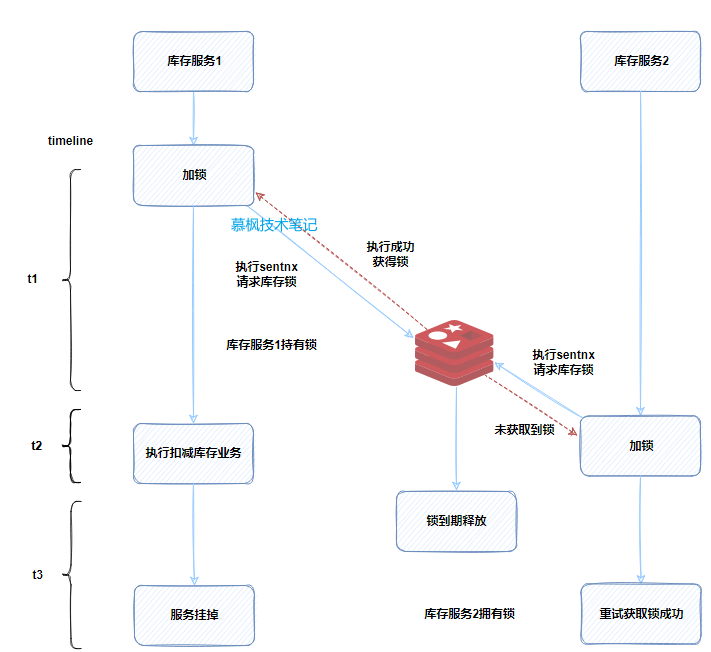 库存服务1
库存服务2
timeline
加锁
慕枫技术笔记
执行成功
获得锁
执行sentnx
请求库存锁
t1
库存服务1持有锁
执行sentnx
请求库存锁
未获取到锁
t2
执行扣减库存业务
加锁
锁到期释放
t3
服务挂掉
库存服务2拥有锁
重试获取锁成功